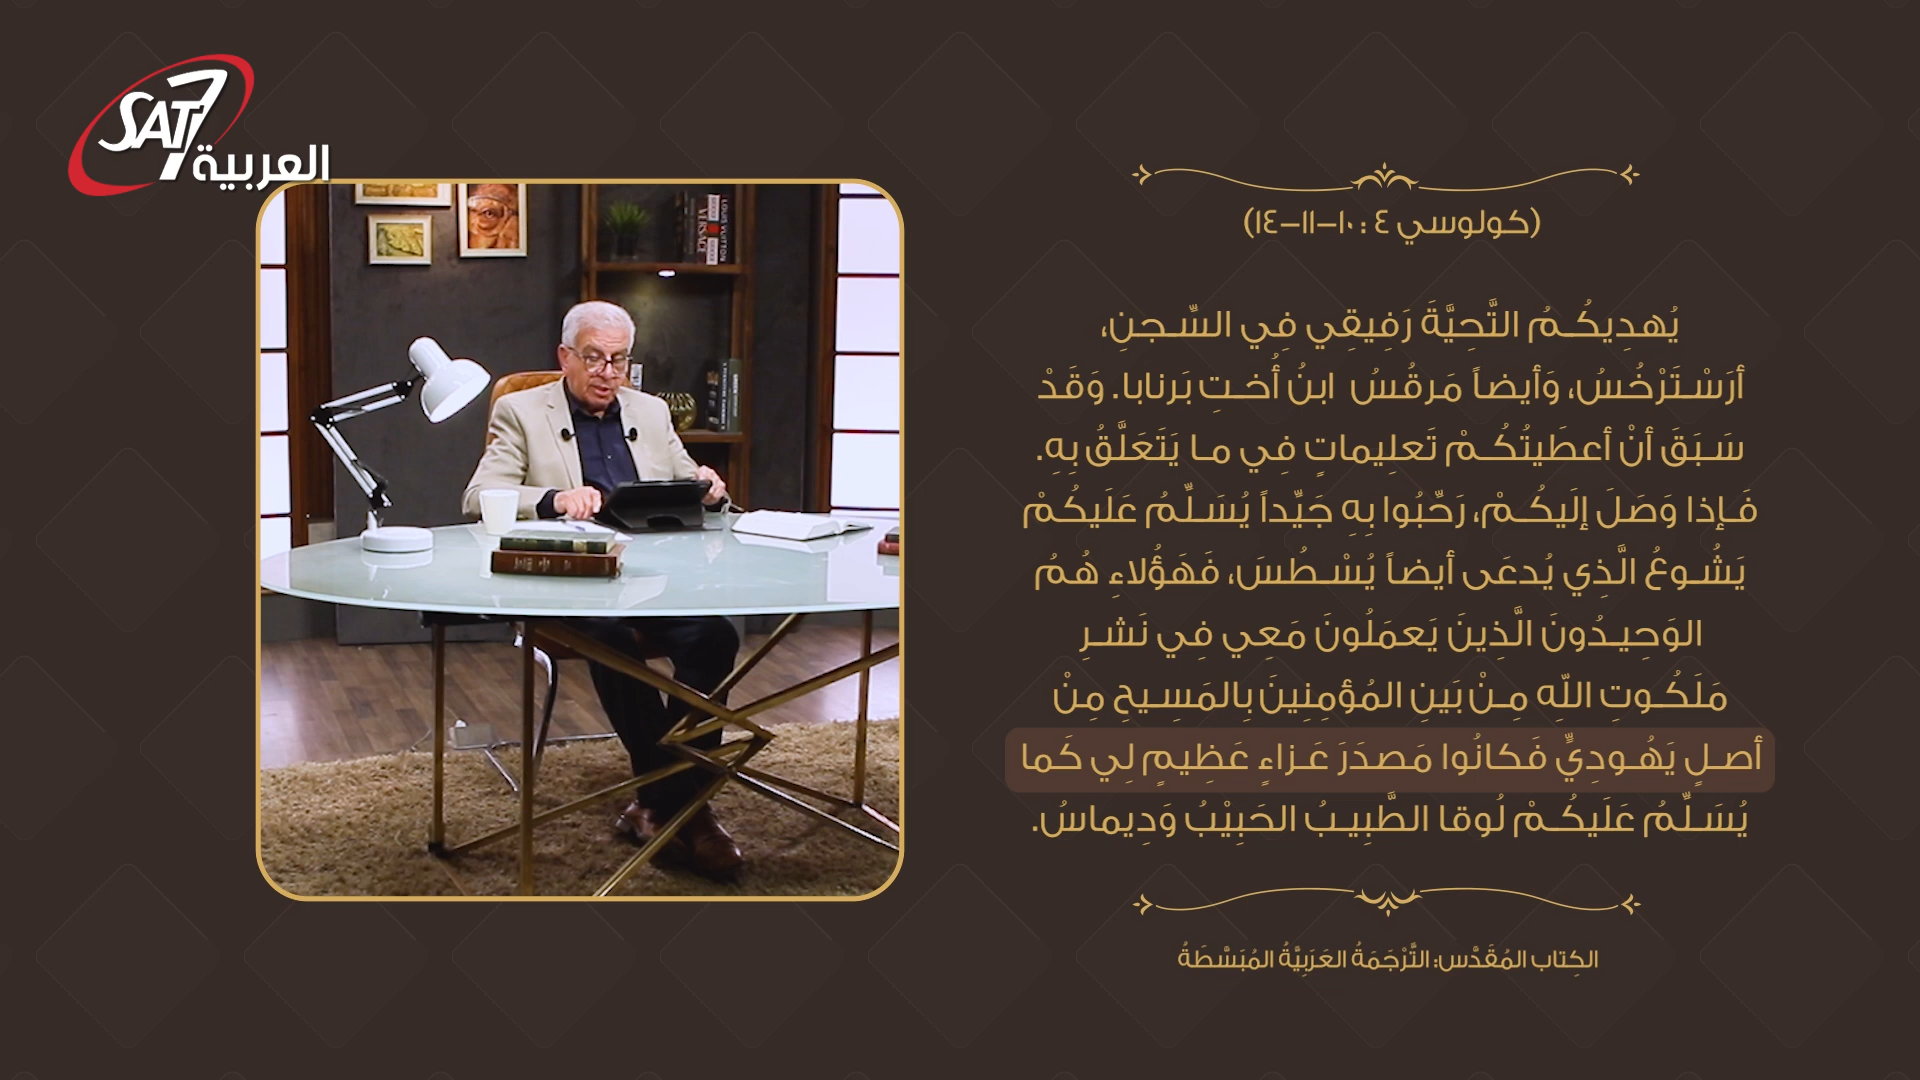 SAT7
العربية
(كولوسي ٤ : ١٠-١١-١٤)
يُهدِيكُمُ التَّحِيَّةَ رَفِيقِي فِي السِّجنِ،
أرَسْتَرْخُسُ، وَأيضاً مَرقُسُ ابنُ أُختِ بَرنابا. وَقَدْ
سَبَقَ أنْ أعطَيتُكُمْ تَعلِيماتٍ فِي ما يَتَعَلَّقُ بِهِ.
فَإذا وَصَلَ إلَيكُمْ، رَحِّبُوا بِهِ جَيِّداً يُسَلِّمُ عَلَيكُمْ
يَشُوعُ الَّذِي يُدعَى أيضاً يُسْطُسَ، فَهَؤُلاءِ هُمُ
الوَحِيدُونَ الَّذِينَ يَعمَلُونَ مَعِي فِي نَشرِ
مَلَكُوتِ اللّهِ مِنْ بَينِ المُؤمِنِينَ بِالمَسِيحِ مِنْ
أصلٍ يَهُودِيٍّ فَكانُوا مَصدَرَ عَزاءٍ عَظِيمٍ لِي كَما
يُسَلِّمُ عَلَيكُمْ لُوقا الطَّبِيبُ الحَبِيْبُ وَدِيماسُ.
الكِتاب المُقَدَّس: التَّرْجَمَةُ العَرَبِيَّةُ المُبَسَّطَةُ
LOUIS VUITTON
VERSACE